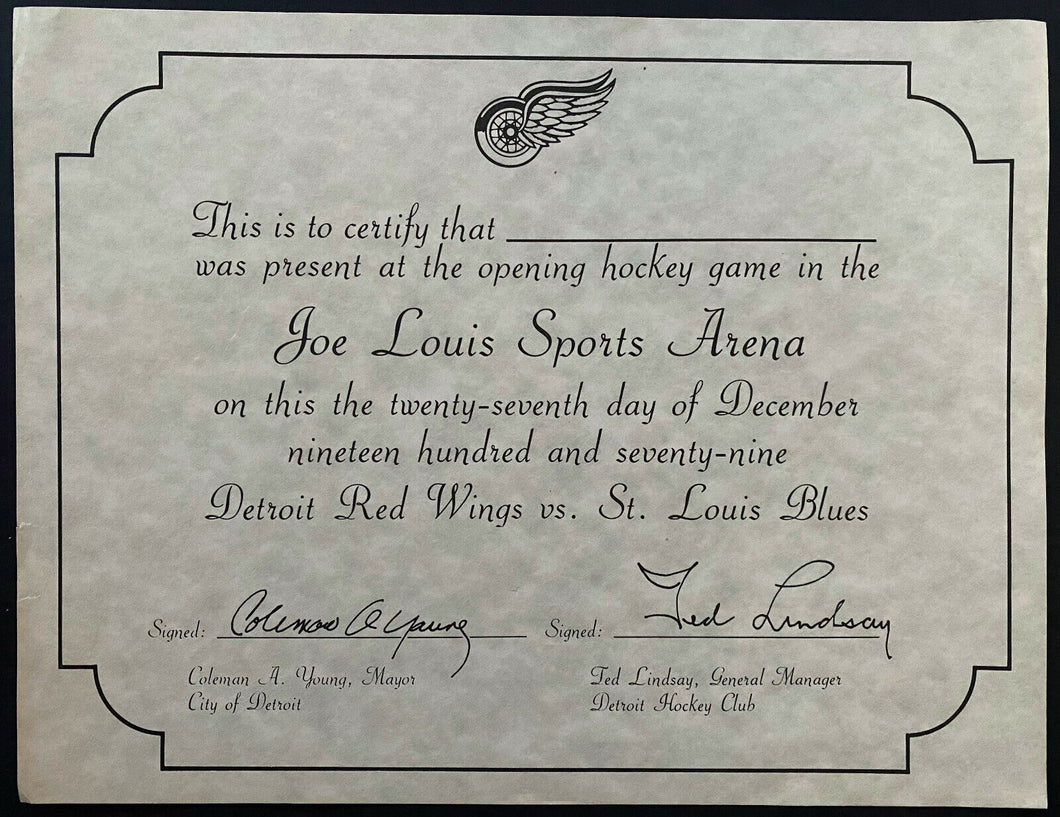 This is to certify that
was present at the opening hockey game in the
Joe Louis Sports Arena
on this the twenty-seventh day of December
nineteen hundred and seventy-nine
Detroit Red Wings vs. St. Louis Blues
Signed: Coleman A Young
Signed: Ted Lindsay
Coleman A. Young, Mayor
City of Detroit
Ted Lindsay, General Manager
Detroit Hockey Club